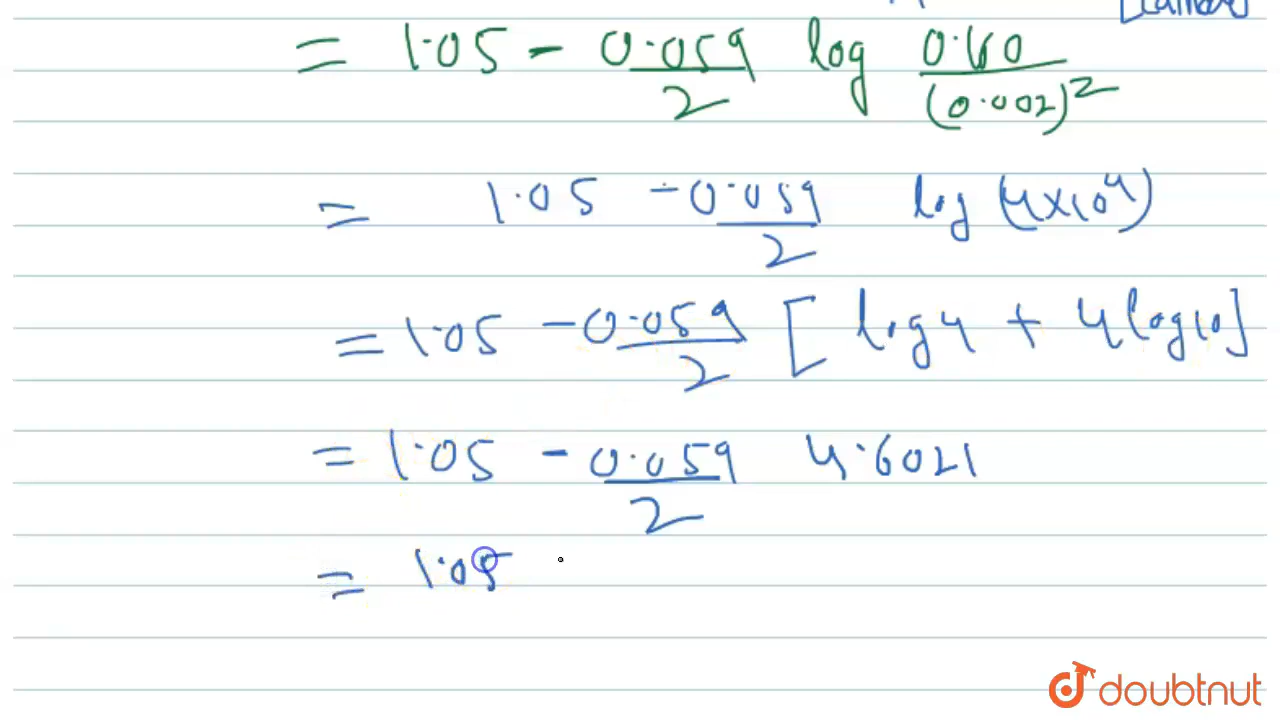 = 1.05 - 0.059/2 log 0.160/(0.002)²
= 1.05 - 0.059/2 log (4×10⁴)
= 1.05 - 0.059/2 [ log 4 + 4 log 10 ]
= 1.05 - 0.059/2 4.6021
= 1.05
doubtnut